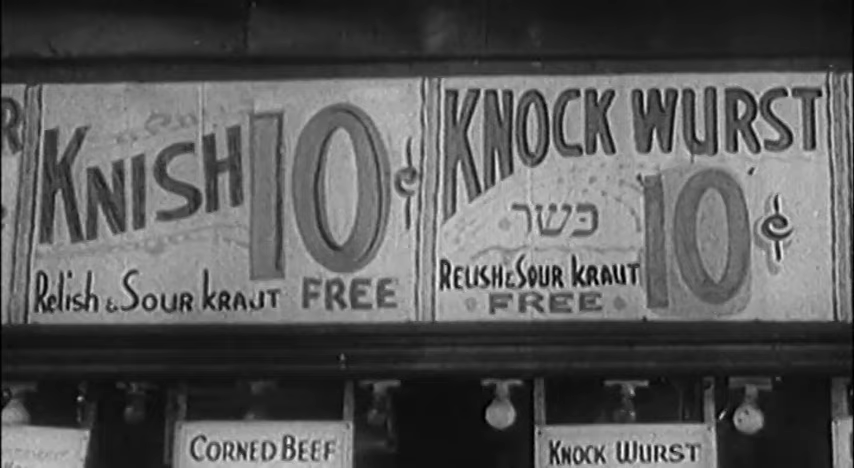 KNISH 10¢
Relish & SOUR KRAUT FREE
KNOCK WURST
כשר
10¢
RELISH & SOUR KRAUT
FREE
CORNED BEEF
KNOCK WURST